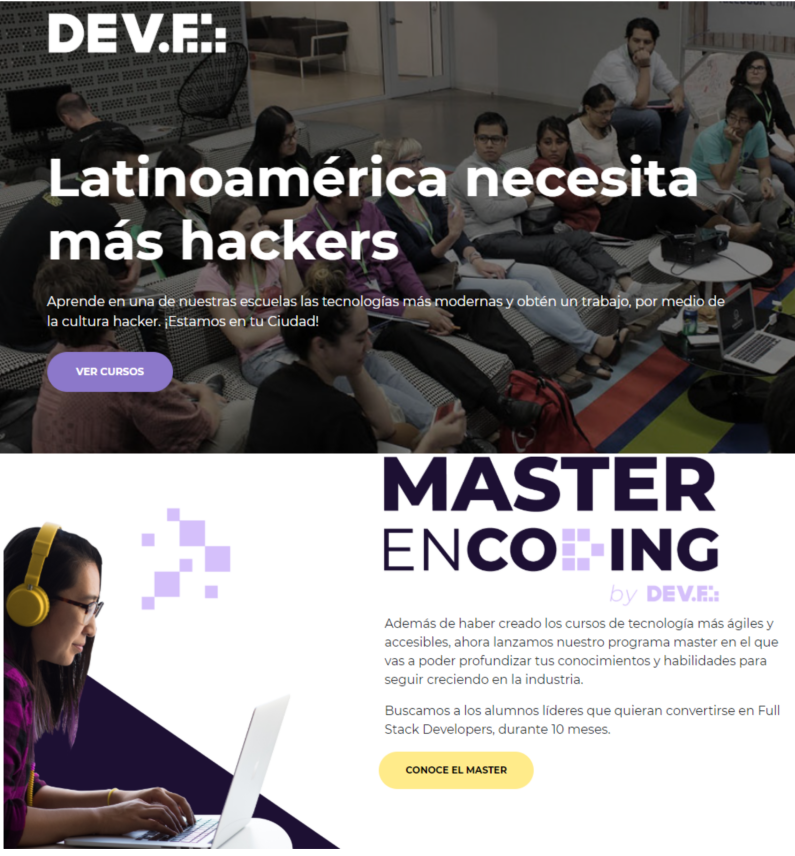 DEV.F.:
Latinoamérica necesita
más hackers
Aprende en una de nuestras escuelas las tecnologías más modernas y obtén un trabajo, por medio de
la cultura hacker. ¡Estamos en tu Ciudad!
VER CURSOS
MASTER
EN CODING
by DEV.F.:
Además de haber creado los cursos de tecnología más ágiles y
accesibles, ahora lanzamos nuestro programa master en el que
vas a poder profundizar tus conocimientos y habilidades para
seguir creciendo en la industria.
Buscamos a los alumnos líderes que quieran convertirse en Full
Stack Developers, durante 10 meses.
CONOCE EL MASTER